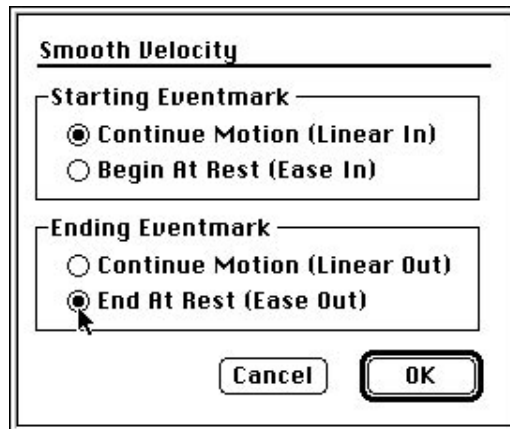 Smooth Velocity
Starting Eventmark
Continue Motion (Linear In)
Begin At Rest (Ease In)
Ending Eventmark
Continue Motion (Linear Out)
End At Rest (Ease Out)
Cancel
OK